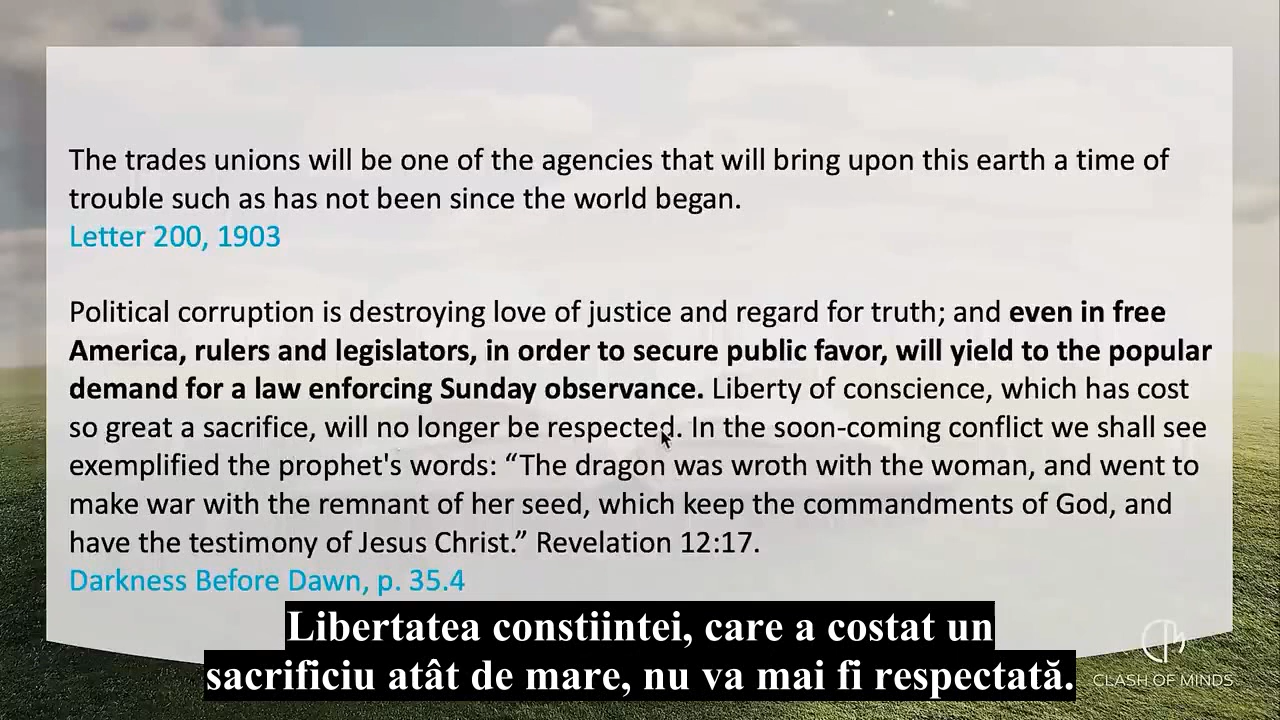 The trades unions will be one of the agencies that will bring upon this earth a time of
trouble such as has not been since the world began.
Letter 200, 1903
Political corruption is destroying love of justice and regard for truth; and even in free
America, rulers and legislators, in order to secure public favor, will yield to the popular
demand for a law enforcing Sunday observance. Liberty of conscience, which has cost
so great a sacrifice, will no longer be respected. In the soon-coming conflict we shall see
exemplified the prophet's words: “The dragon was wroth with the woman, and went to
make war with the remnant of her seed, which keep the commandments of God, and
have the testimony of Jesus Christ.” Revelation 12:17.
Darkness Before Dawn, p. 35.4
Libertatea constiintei, care a costat un
sacrificiu atât de mare, nu va mai fi respectată.
CLASH OF MINDS